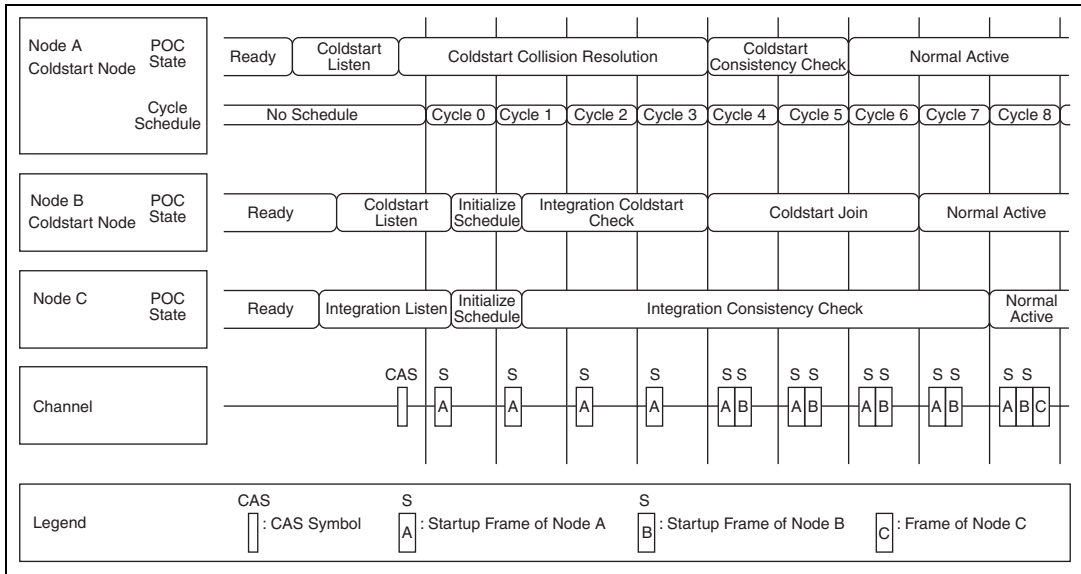 Node A
Coldstart Node
POC
State
Cycle
Schedule
Ready
Coldstart
Listen
Coldstart Collision Resolution
Coldstart
Consistency Check
Normal Active
No Schedule
Cycle 0
Cycle 1
Cycle 2
Cycle 3
Cycle 4
Cycle 5
Cycle 6
Cycle 7
Cycle 8
Node B
Coldstart Node
POC
State
Ready
Coldstart
Listen
Initialize
Schedule
Integration Coldstart
Check
Coldstart Join
Normal Active
Node C
POC
State
Ready
Integration Listen
Initialize
Schedule
Integration Consistency Check
Normal
Active
Channel
CAS S S S S S S S S S S S S S S
A A A A A B A B A B A B A B C
Legend
CAS
: CAS Symbol
S
A : Startup Frame of Node A
S
B : Startup Frame of Node B
C : Frame of Node C